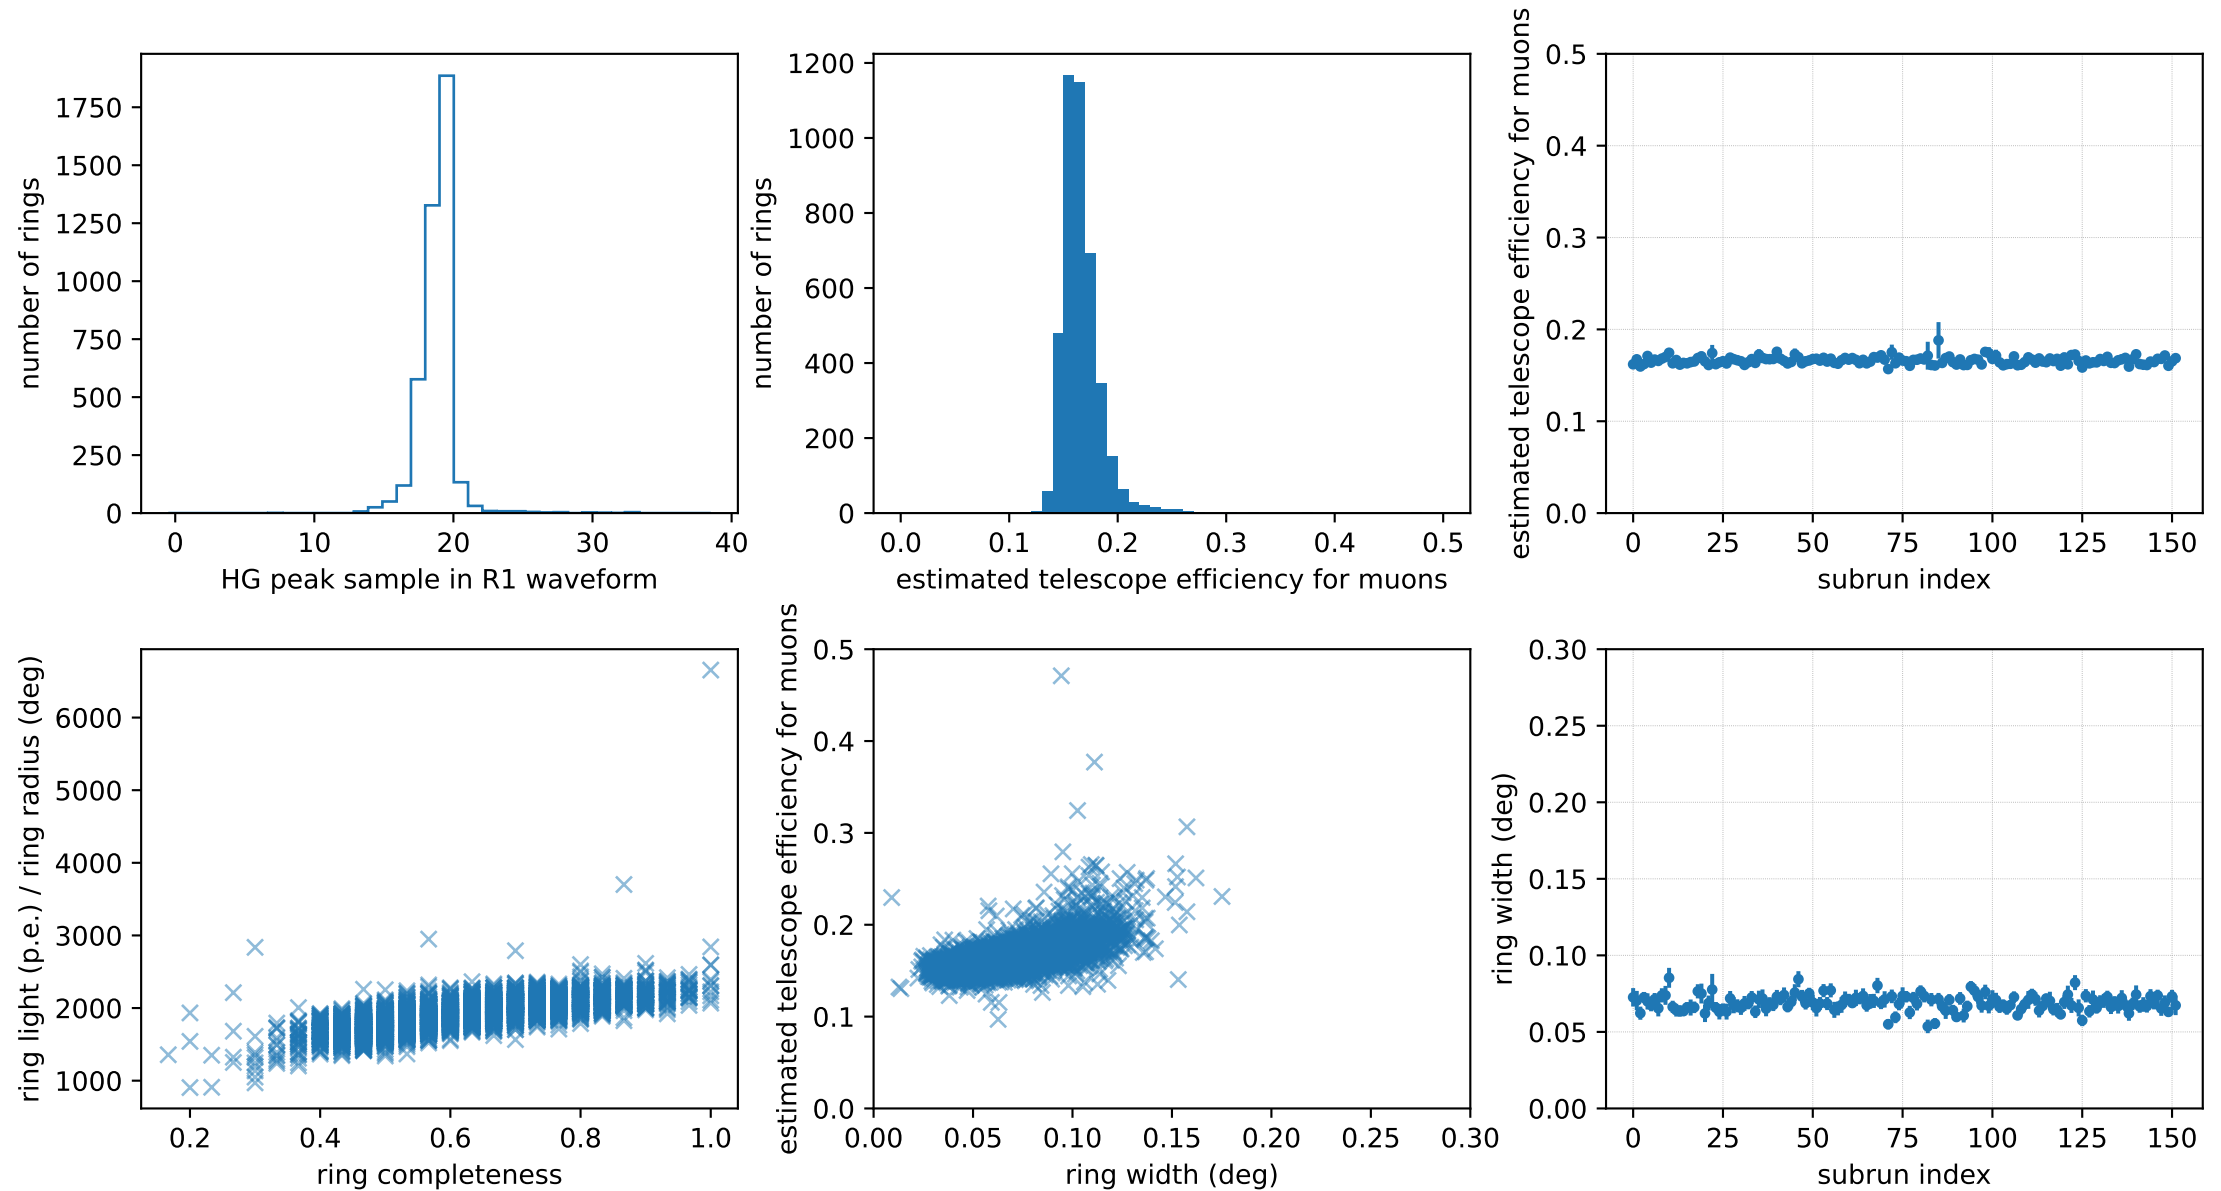 1750
1500
1250
1000
750
500
250
0
number of rings
0 10 20 30 40
HG peak sample in R1 waveform
1200
1000
800
600
400
200
0
number of rings
0.0 0.1 0.2 0.3 0.4 0.5
estimated telescope efficiency for muons
0.5
0.4
0.3
0.2
0.1
0.0
estimated telescope efficiency for muons
0 25 50 75 100 125 150
subrun index
6000
5000
4000
3000
2000
1000
ring light (p.e.) / ring radius (deg)
0.2 0.4 0.6 0.8 1.0
ring completeness
0.5
0.4
0.3
0.2
0.1
0.0
estimated telescope efficiency for muons
0.00 0.05 0.10 0.15 0.20 0.25 0.30
ring width (deg)
0.30
0.25
0.20
0.15
0.10
0.05
0.00
ring width (deg)
0 25 50 75 100 125 150
subrun index